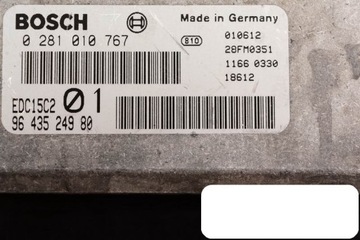 BOSCH
Made in Germany
0 281 010 767
810
010612
28FM0351
1166 0330
18612
EDC15C2 Ø 1
96 435 249 80